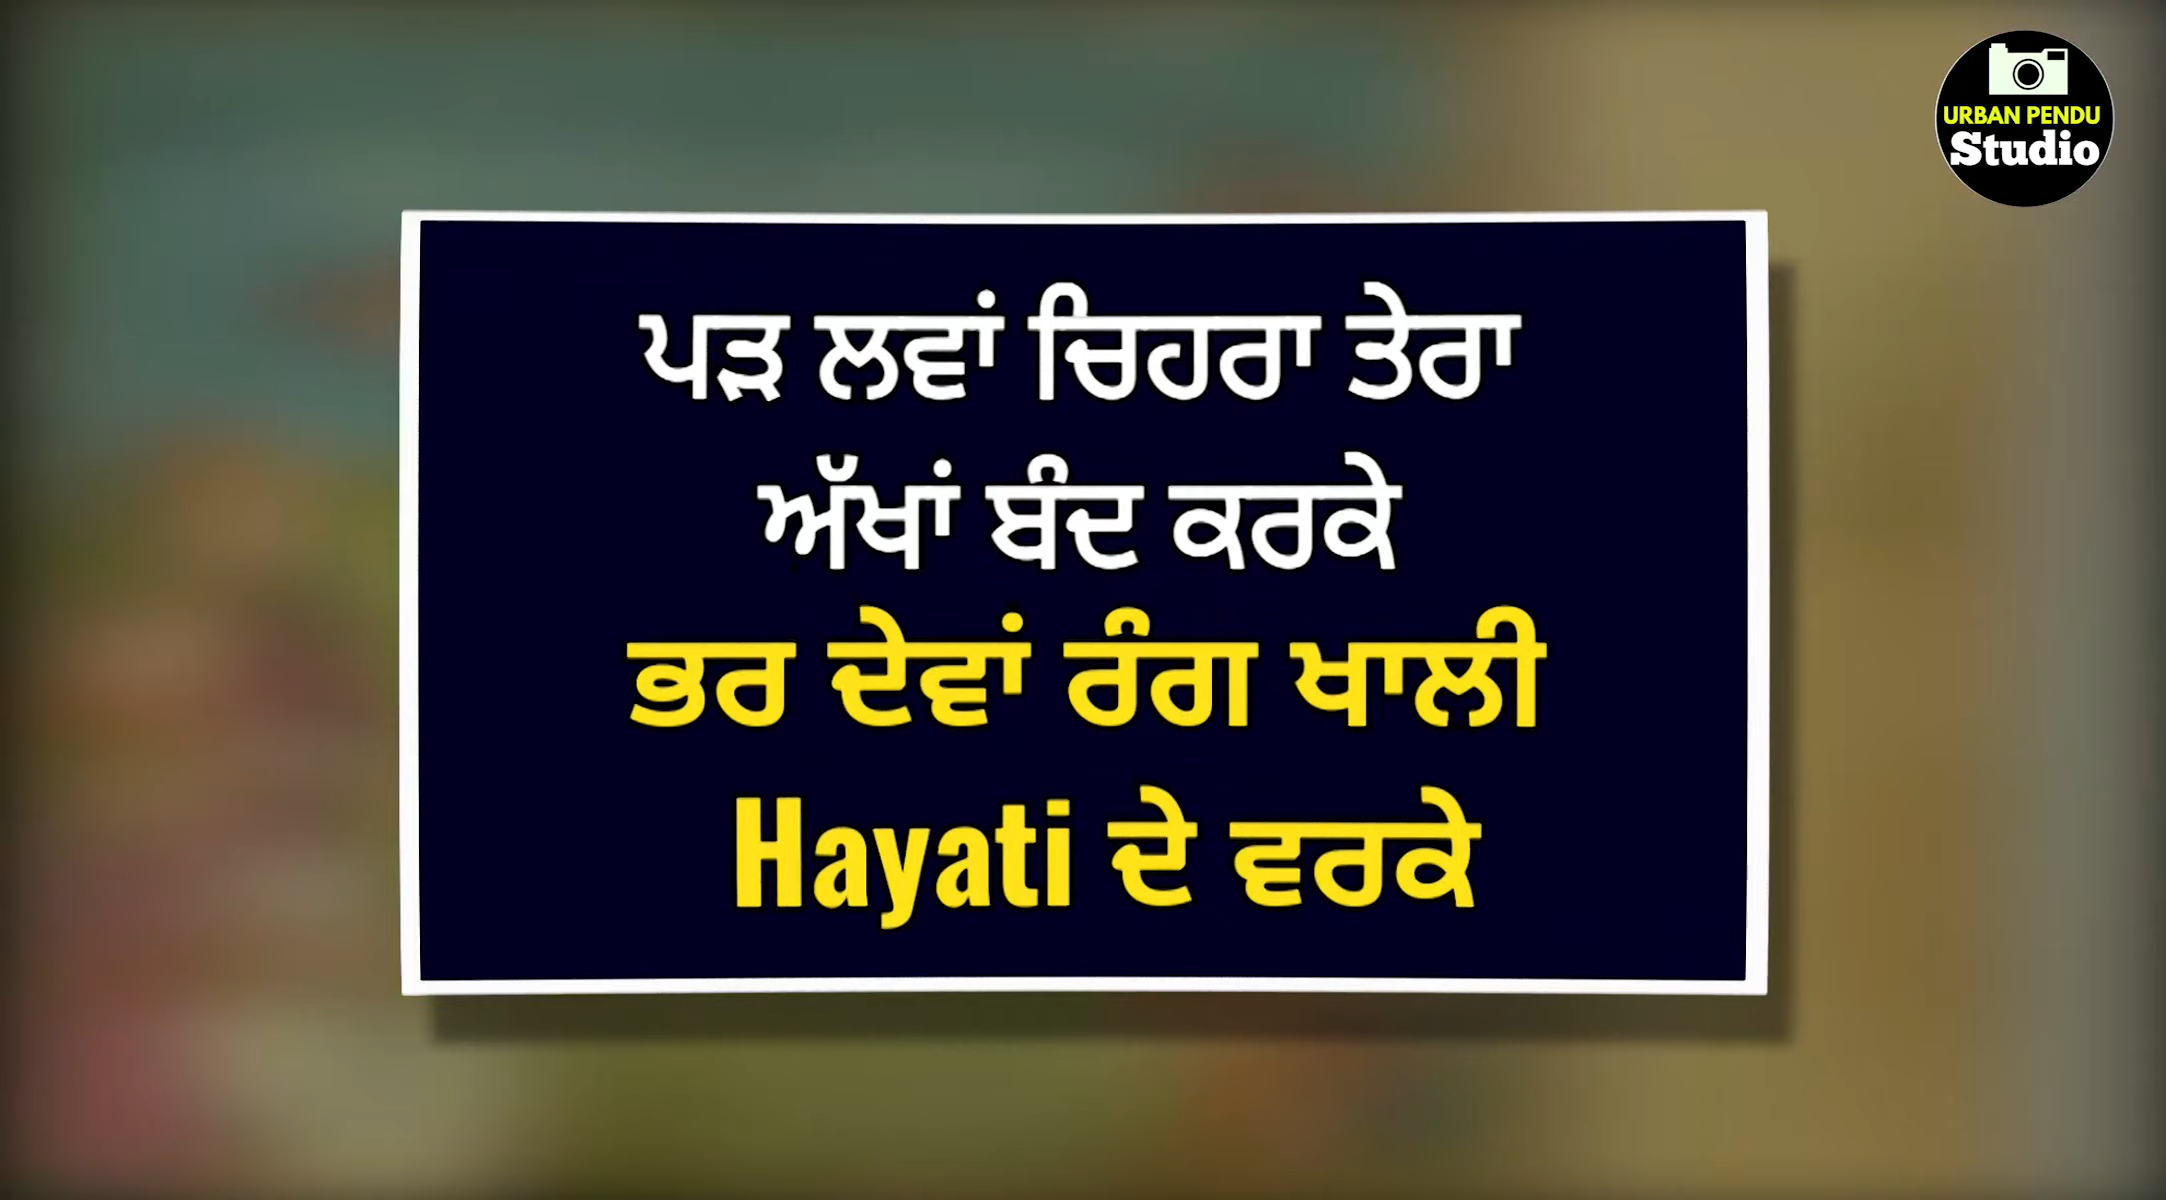 URBAN PENDU
Studio
ਪੜ ਲਵਾਂ ਚਿਹਰਾ ਤੇਰਾ
ਅੱਖਾਂ ਬੰਦ ਕਰਕੇ
ਭਰ ਦੇਵਾਂ ਰੰਗ ਖਾਲੀ
Hayati ਦੇ ਵਰਕੇ